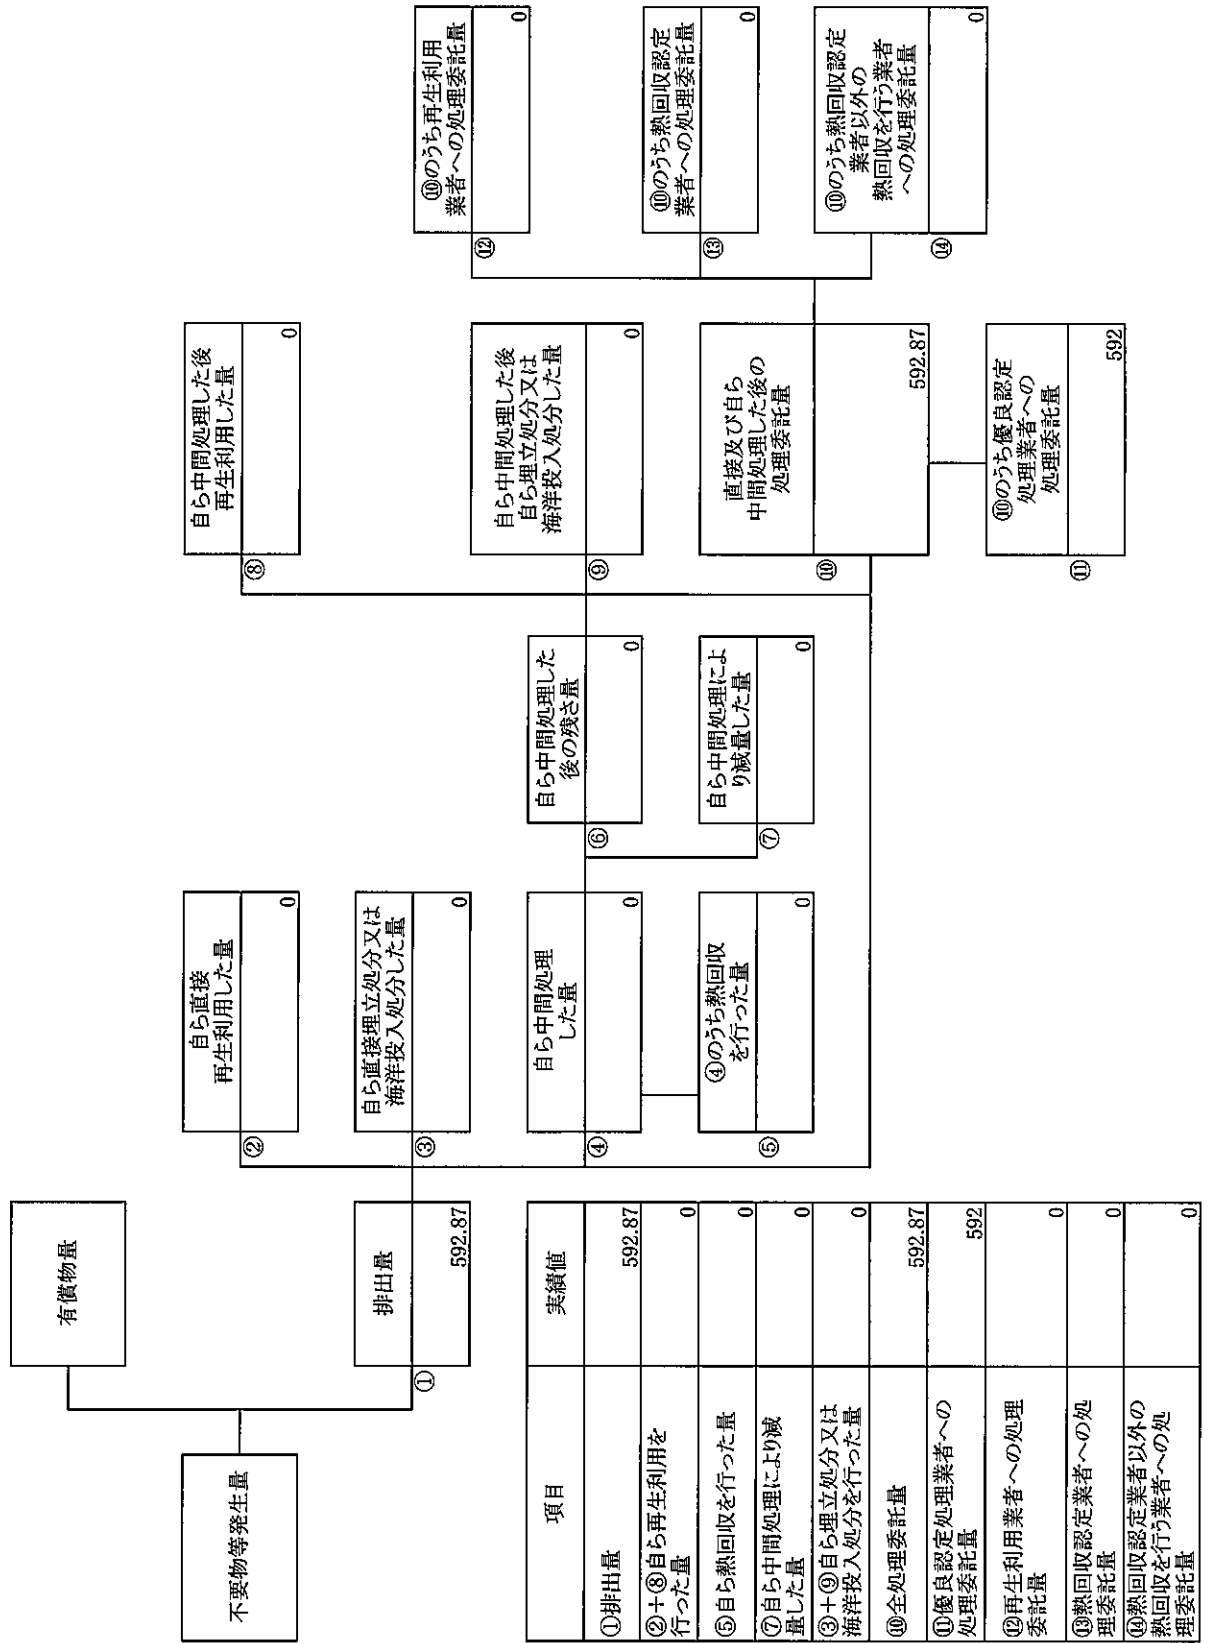 不要物等発生量
有償物量
排出量
①
592.87
自ら直接
再生利用した量
②
0
自ら直接埋立処分又は
海洋投入処分した量
③
0
自ら中間処理
した量
④
0
④のうち熱回収
を行った量
⑤
0
自ら中間処理した
後の残さ量
⑥
0
自ら中間処理によ
り減量した量
⑦
0
自ら中間処理した後
再生利用した量
⑧
0
自ら中間処理した後
自ら埋立処分又は
海洋投入処分した量
⑨
0
直接及び自ら
中間処理した後の
処理委託量
⑩
592.87
⑩のうち優良認定
処理業者への
処理委託量
⑪
592
⑩のうち再生利用
業者への処理委託量
⑫
0
⑩のうち熱回収認定
業者への処理委託量
⑬
0
⑩のうち熱回収認定
業者以外の
熱回収を行う業者
への処理委託量
⑭
0
項目 実績値
①排出量 592.87
②+⑧自ら再生利用を
行った量 0
⑤自ら熱回収を行った量 0
⑦自ら中間処理により減
量した量 0
③+⑨自ら埋立処分又は
海洋投入処分を行った量 0
⑩全処理委託量 592.87
⑪優良認定処理業者への
処理委託量 592
⑫再生利用業者への処理
委託量 0
⑬熱回収認定業者への処
理委託量 0
⑭熱回収認定業者以外の
熱回収を行う業者への処
理委託量 0